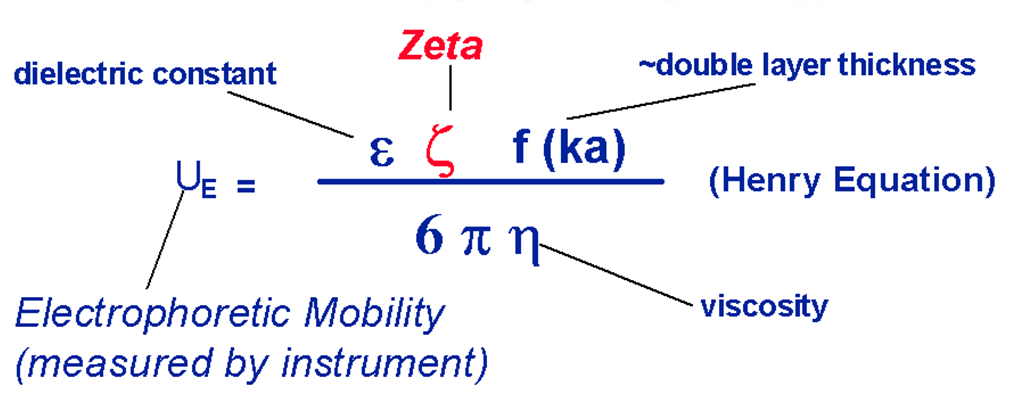 Zeta
dielectric constant
~double layer thickness
ε ζ f (ka)
U_E =
(Henry Equation)
6 π η
viscosity
Electrophoretic Mobility
(measured by instrument)